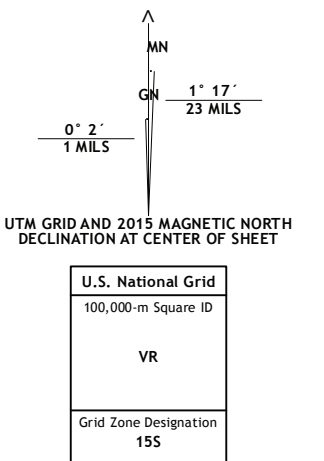 MN
GN
1° 17´
23 MILS
0° 2´
1 MILS
UTM GRID AND 2015 MAGNETIC NORTH
DECLINATION AT CENTER OF SHEET
U.S. National Grid
100,000-m Square ID
VR
Grid Zone Designation
15S